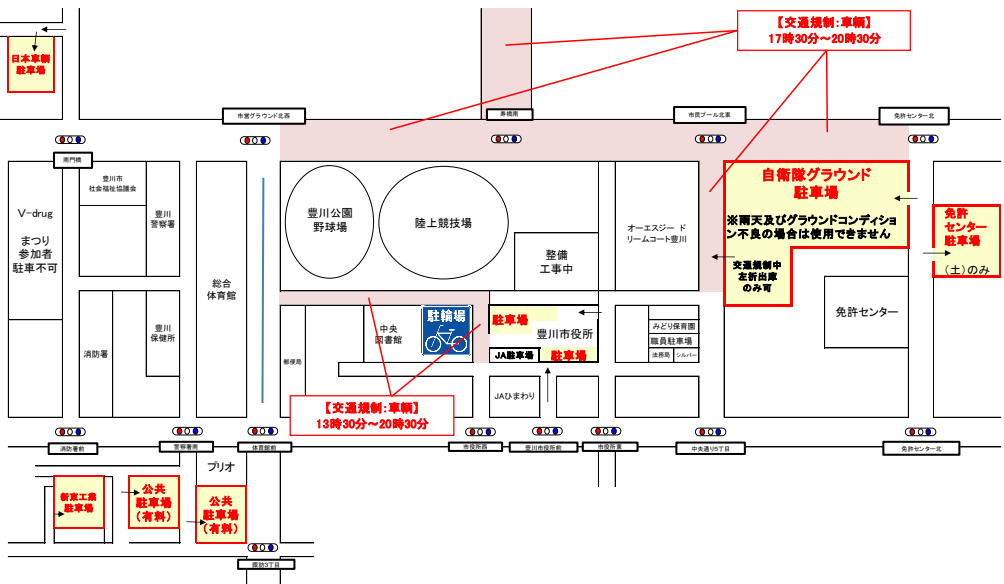 【交通規制：車輌】
17時30分～20時30分
日本車輌
駐車場
市営グラウンド北西
寿橋南
市民プール北東
免許センター北
南門橋
豊川市
社会福祉協議会
豊川
警察署
V-drug
まつり
参加者
駐車不可
総合
体育館
豊川公園
野球場
陸上競技場
整備
工事中
オーエスジー ド
リームコート豊川
自衛隊グラウンド
駐車場
※雨天及びグラウンドコンディショ
ン不良の場合は使用できません
交通規制中
左折出庫
のみ可
免許
センター
駐車場
(土)のみ
免許センター
消防署
豊川
保健所
郵便局
中央
図書館
駐輪場
駐車場
豊川市役所
JA駐車場
駐車場
みどり保育園
職員駐車場
法務局
シルバー
JAひまわり
【交通規制：車輌】
13時30分～20時30分
消防署前
警察署南
体育館前
市役所西
豊川市役所前
市役所東
中央通り5丁目
免許センター北
プリオ
新東工業
駐車場
公共
駐車場
(有料)
公共
駐車場
(有料)
諏訪3丁目